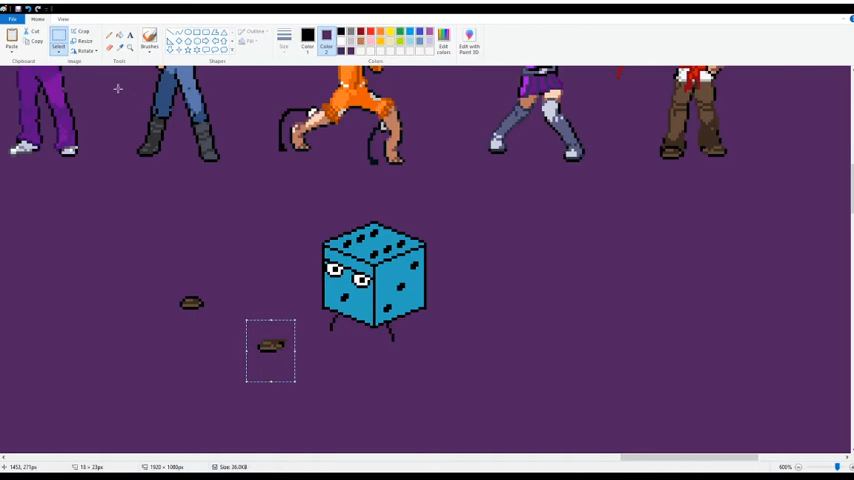 File Home View
Paste Cut Copy
Clipboard
Select Crop Resize Rotate
Image
Tools
Brushes
Shapes
Outline Fill
Size
Color 1 Color 2
Colors
Edit colors
Edit with Paint 3D
1453, 271px 18 × 23px 1920 × 1080px Size: 36.0KB 600%